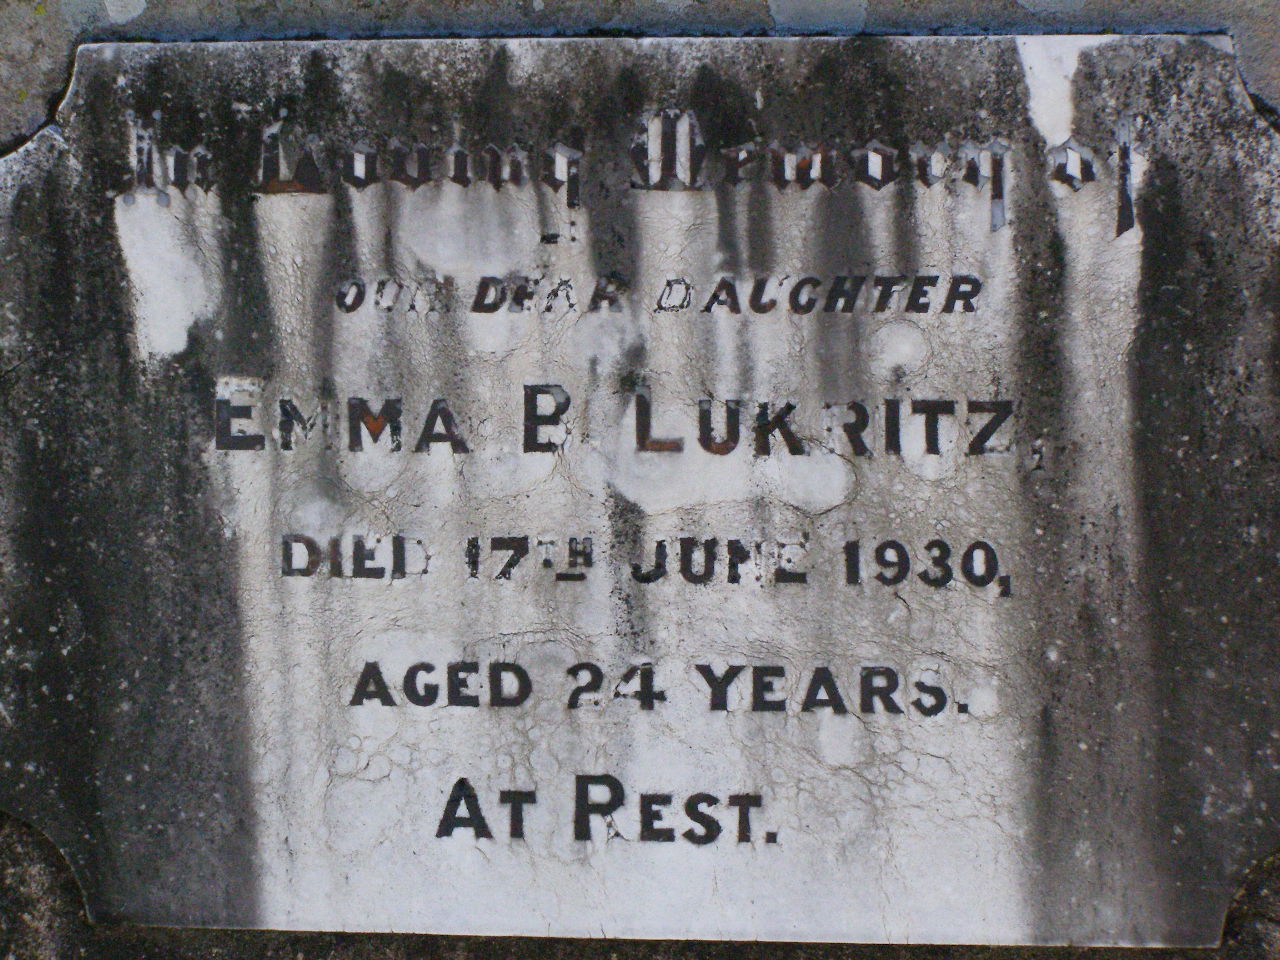 In Loving Memory of
OUR DEAR DAUGHTER
EMMA B LUKRITZ,
DIED 17TH JUNE 1930,
AGED 24 YEARS.
AT REST.